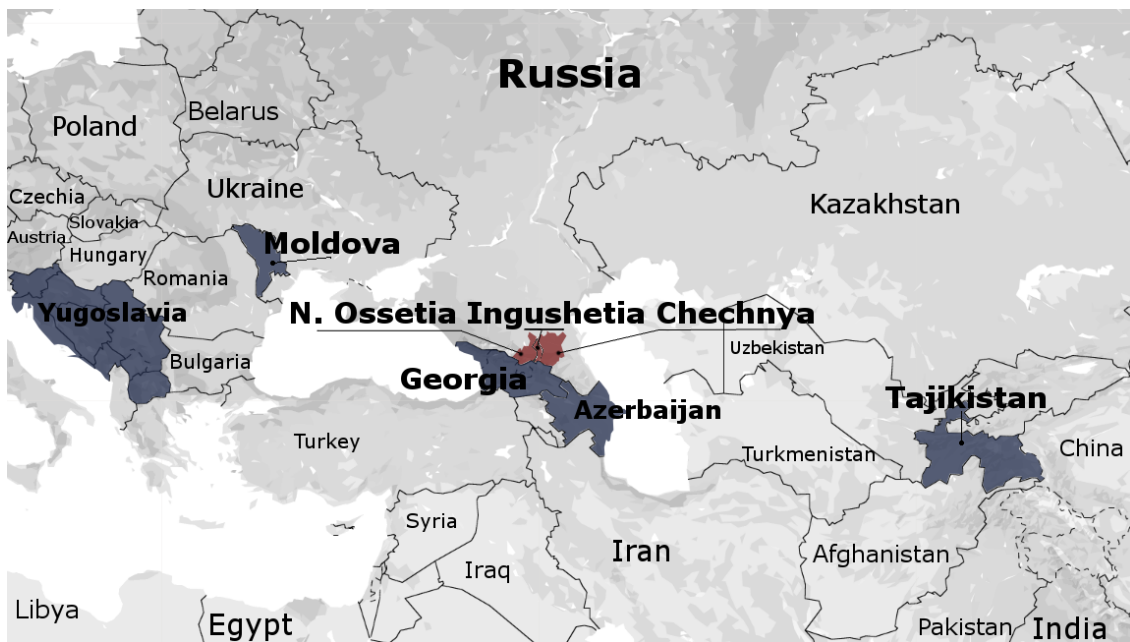 Russia
Belarus
Poland
Ukraine
Kazakhstan
Czechia
Slovakia
Austria
Hungary
Moldova
Romania
Yugoslavia
N. Ossetia Ingushetia Chechnya
Uzbekistan
Bulgaria
Georgia
Azerbaijan
Tajikistan
Turkey
Turkmenistan
China
Syria
Iran
Afghanistan
Iraq
Libya
Egypt
Pakistan
India